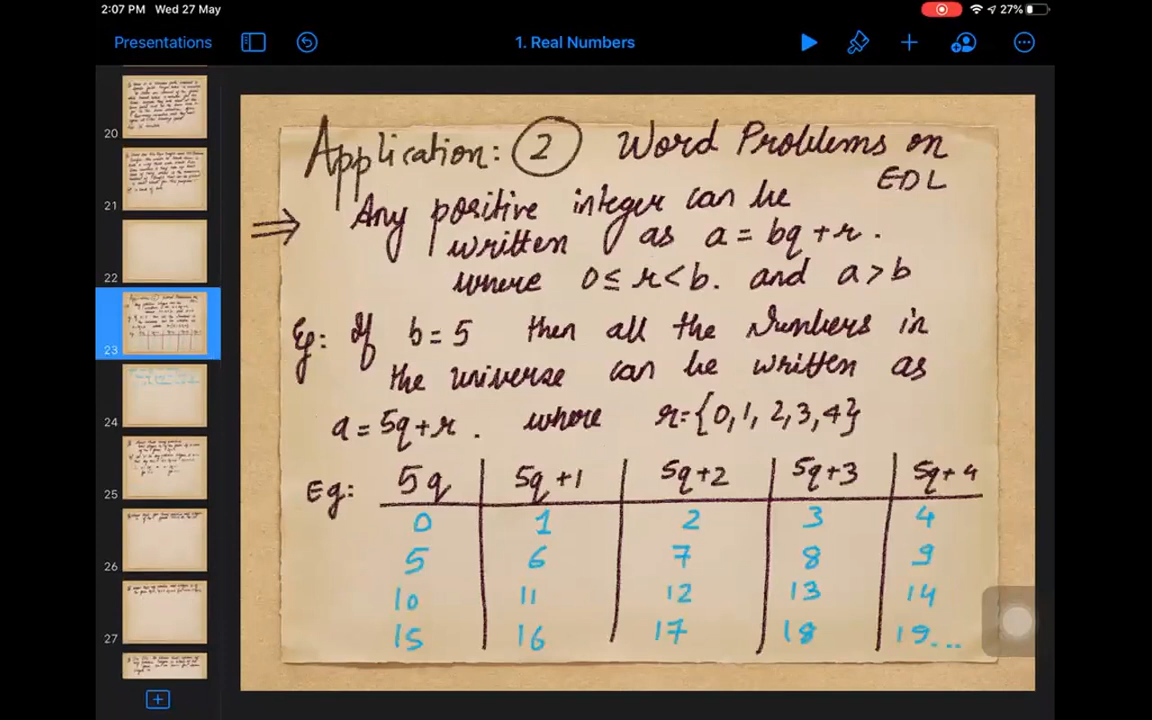 2:07 PM Wed 27 May
27%
Presentations
1. Real Numbers
20
21
22
23
24
25
26
27
Application: 2 Word Problems on
EDL
⇒ Any positive integer can be
written as a = bq + r.
where 0 ≤ r < b. and a > b
Eg: If b = 5 then all the Numbers in
the universe can be written as
a = 5q + r. where r = {0, 1, 2, 3, 4}
Eg: 5q 5q + 1 5q + 2 5q + 3 5q + 4
0 1 2 3 4
5 6 7 8 9
10 11 12 13 14
15 16 17 18 19...